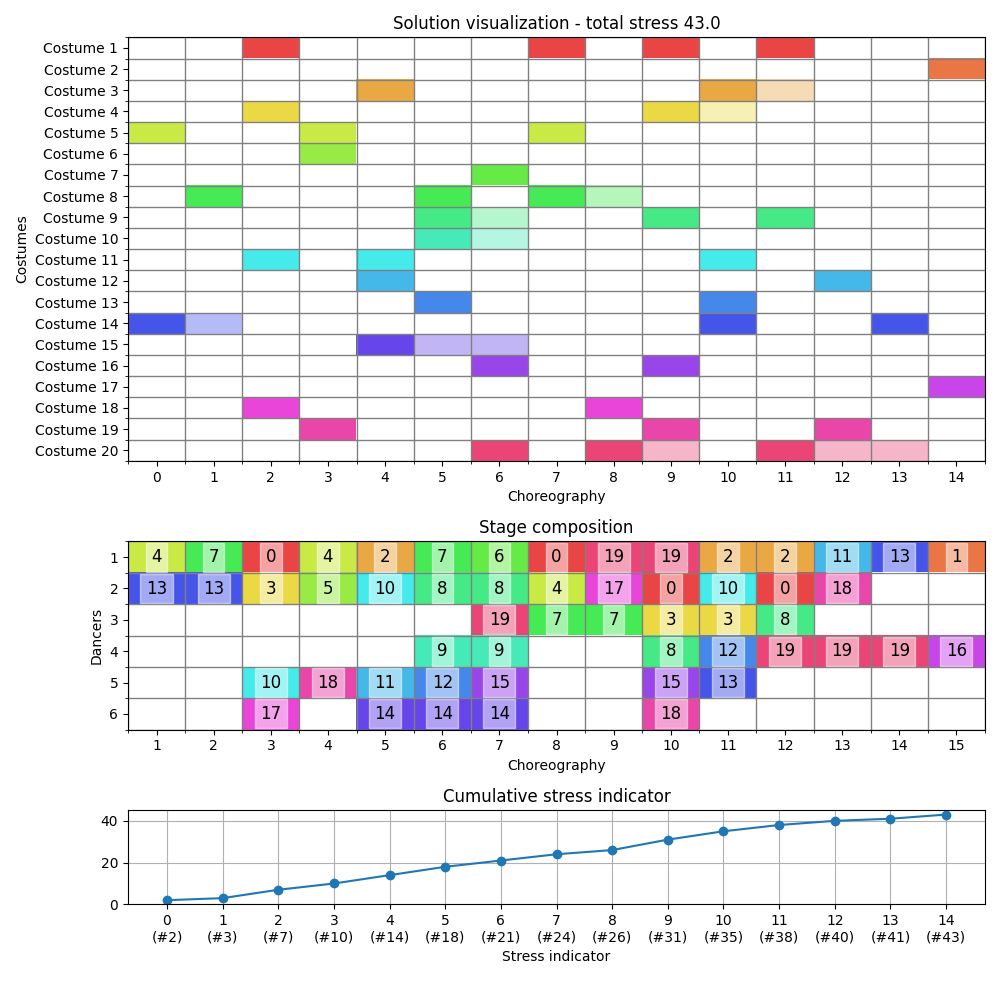 Solution visualization - total stress 43.0
Costumes
Costume 1
Costume 2
Costume 3
Costume 4
Costume 5
Costume 6
Costume 7
Costume 8
Costume 9
Costume 10
Costume 11
Costume 12
Costume 13
Costume 14
Costume 15
Costume 16
Costume 17
Costume 18
Costume 19
Costume 20
0 1 2 3 4 5 6 7 8 9 10 11 12 13 14
Choreography
Stage composition
Dancers
1 4 7 0 4 2 7 6 0 19 19 2 2 11 13 1
2 13 13 3 5 10 8 8 4 17 0 10 0 18
3 19 7 7 3 3 8
4 9 9 8 12 19 19 19 16
5 10 18 11 12 15 15 13
6 17 14 14 14 18
1 2 3 4 5 6 7 8 9 10 11 12 13 14 15
Choreography
Cumulative stress indicator
40
20
0
0 1 2 3 4 5 6 7 8 9 10 11 12 13 14
(#2) (#3) (#7) (#10) (#14) (#18) (#21) (#24) (#26) (#31) (#35) (#38) (#40) (#41) (#43)
Stress indicator